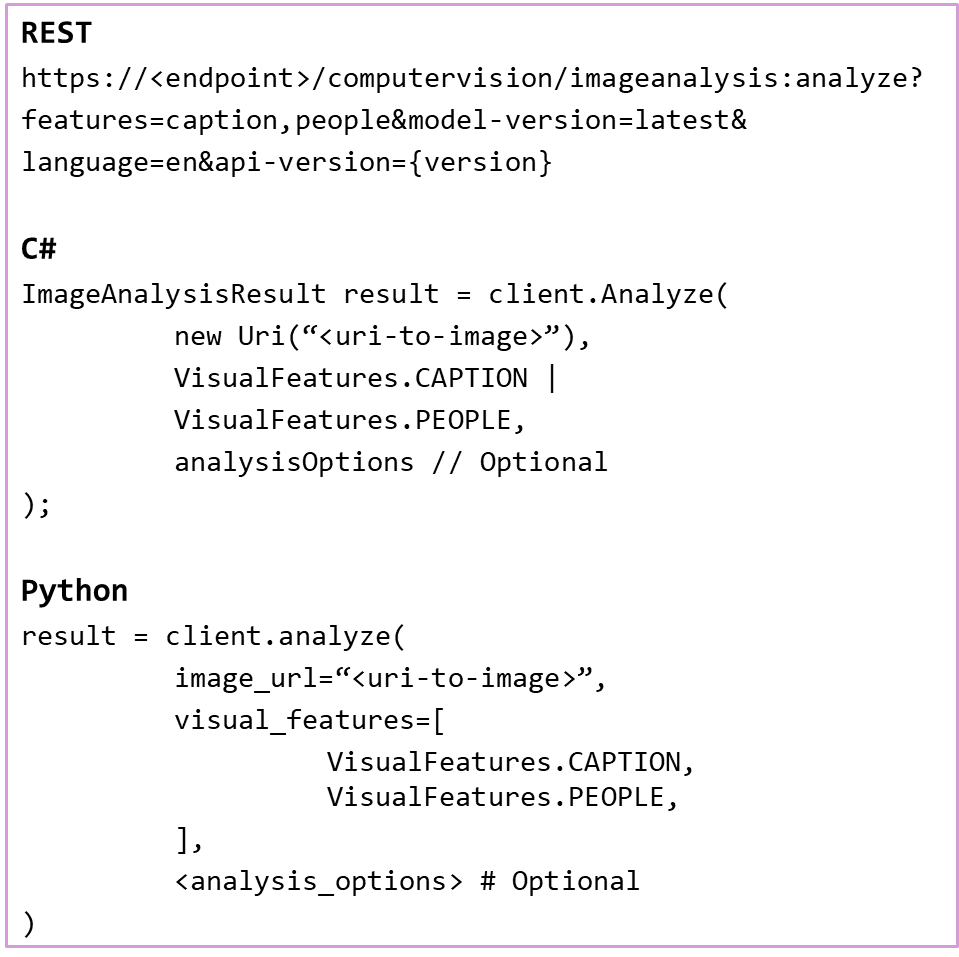 REST
https://<endpoint>/computervision/imageanalysis:analyze?
features=caption,people&model-version=latest&
language=en&api-version={version}
C#
ImageAnalysisResult result = client.Analyze(
new Uri(“<uri-to-image>”),
VisualFeatures.CAPTION |
VisualFeatures.PEOPLE,
analysisOptions // Optional
);
Python
result = client.analyze(
image_url=“<uri-to-image>”,
visual_features=[
VisualFeatures.CAPTION,
VisualFeatures.PEOPLE,
],
<analysis_options> # Optional
)